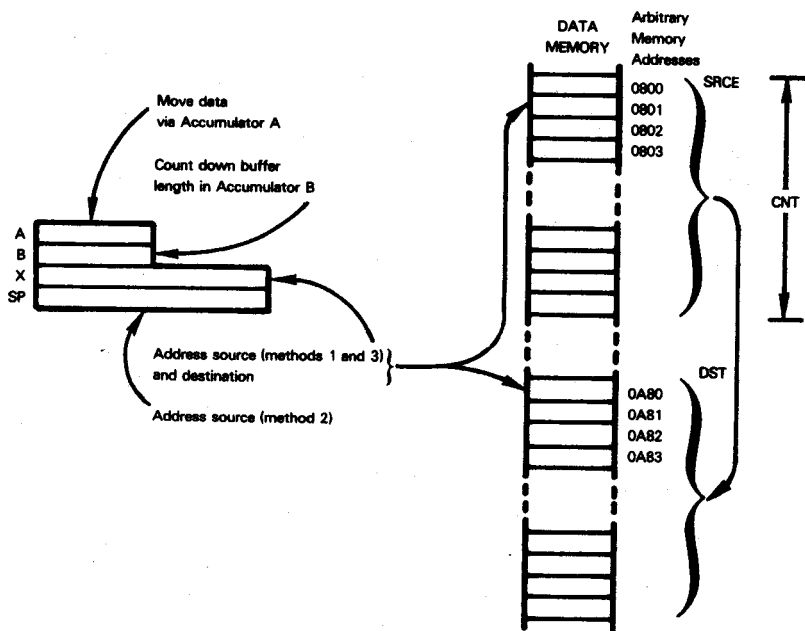 DATA
MEMORY
Arbitrary
Memory
Addresses
Move data
via Accumulator A
Count down buffer
length in Accumulator B
A
B
X
SP
Address source (methods 1 and 3)
and destination
Address source (method 2)
0800
0801
0802
0803
SRCE
CNT
DST
0A80
0A81
0A82
0A83